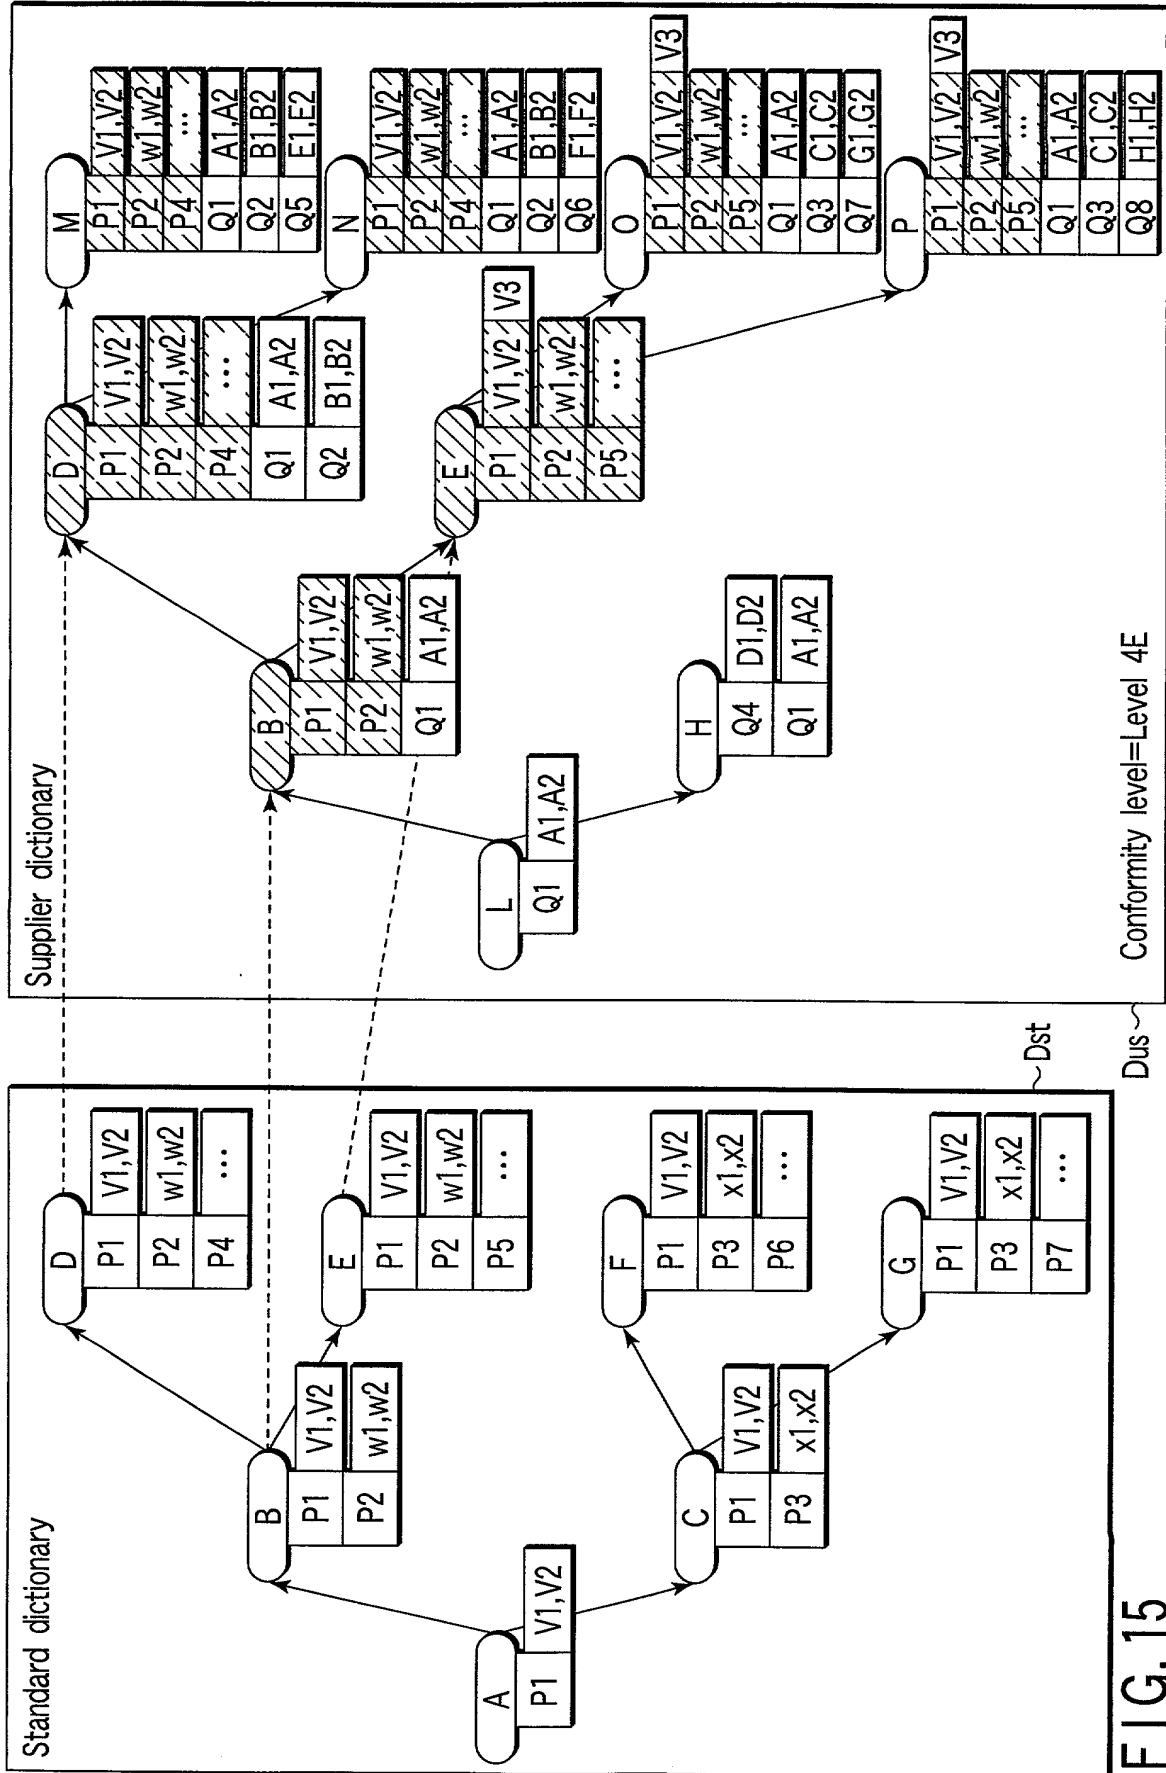 Standard dictionary
A
P1 V1,V2
B
P1 V1,V2
P2 w1,w2
C
P1 V1,V2
P3 x1,x2
D
P1 V1,V2
P2 w1,w2
P4 ...
E
P1 V1,V2
P2 w1,w2
P5 ...
F
P1 V1,V2
P3 x1,x2
P6 ...
G
P1 V1,V2
P3 x1,x2
P7 ...
Dst
Supplier dictionary
L
Q1 A1,A2
B
P1 V1,V2
P2 w1,w2
Q1 A1,A2
H
Q4 D1,D2
Q1 A1,A2
D
P1 V1,V2
P2 w1,w2
P4 ...
Q1 A1,A2
Q2 B1,B2
E
P1 V1,V2 V3
P2 w1,w2
P5 ...
M
P1 V1,V2
P2 w1,w2
P4 ...
Q1 A1,A2
Q2 B1,B2
Q5 E1,E2
N
P1 V1,V2
P2 w1,w2
P4 ...
Q1 A1,A2
Q2 B1,B2
Q6 F1,F2
O
P1 V1,V2 V3
P2 w1,w2
P5 ...
Q1 A1,A2
Q3 C1,C2
Q7 G1,G2
P
P1 V1,V2 V3
P2 w1,w2
P5 ...
Q1 A1,A2
Q3 C1,C2
Q8 H1,H2
Conformity level=Level 4E
Dus
FIG. 15